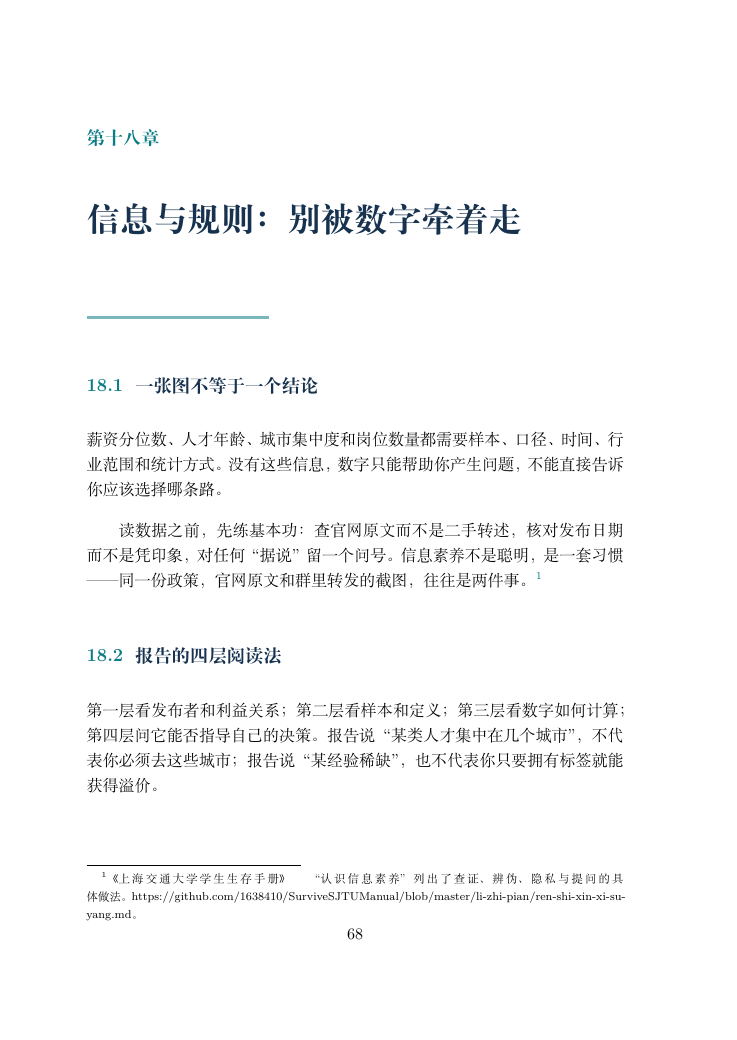 第十八章
信息与规则：别被数字牵着走
18.1 一张图不等于一个结论
薪资分位数、人才年龄、城市集中度和岗位数量都需要样本、口径、时间、行
业范围和统计方式。没有这些信息，数字只能帮助你产生问题，不能直接告诉
你应该选择哪条路。
读数据之前，先练基本功：查官网原文而不是二手转述，核对发布日期
而不是凭印象，对任何“据说”留一个问号。信息素养不是聪明，是一套习惯
——同一份政策，官网原文和群里转发的截图，往往是两件事。1
18.2 报告的四层阅读法
第一层看发布者和利益关系；第二层看样本和定义；第三层看数字如何计算；
第四层问它能否指导自己的决策。报告说“某类人才集中在几个城市”，不代
表你必须去这些城市；报告说“某经验稀缺”，也不代表你只要拥有标签就能
获得溢价。
1《上海交通大学学生生存手册》 “认识信息素养”列出了查证、辨伪、隐私与提问的具
体做法。https://github.com/1638410/SurviveSJTUManual/blob/master/li-zhi-pian/ren-shi-xin-xi-su-
yang.md。
68